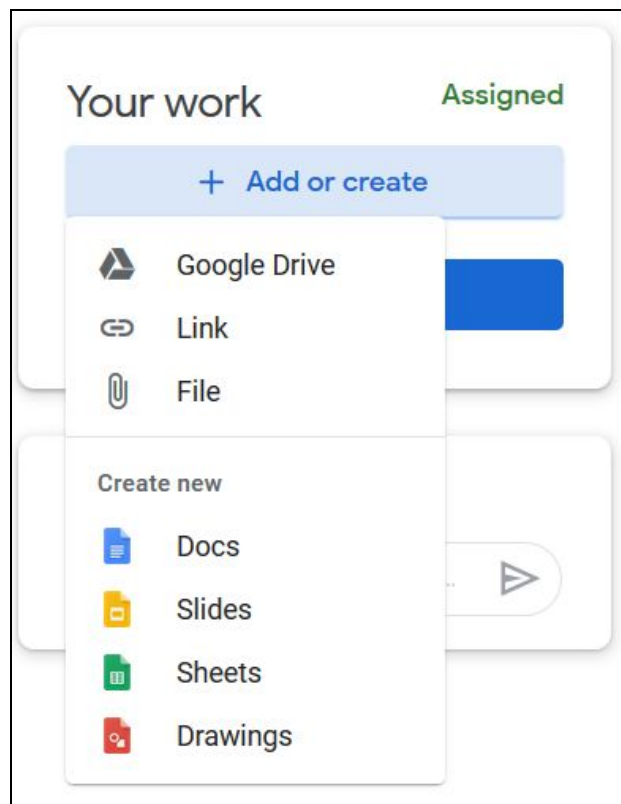 Your work
Assigned
+ Add or create
Google Drive
Link
File
Create new
Docs
Slides
Sheets
Drawings